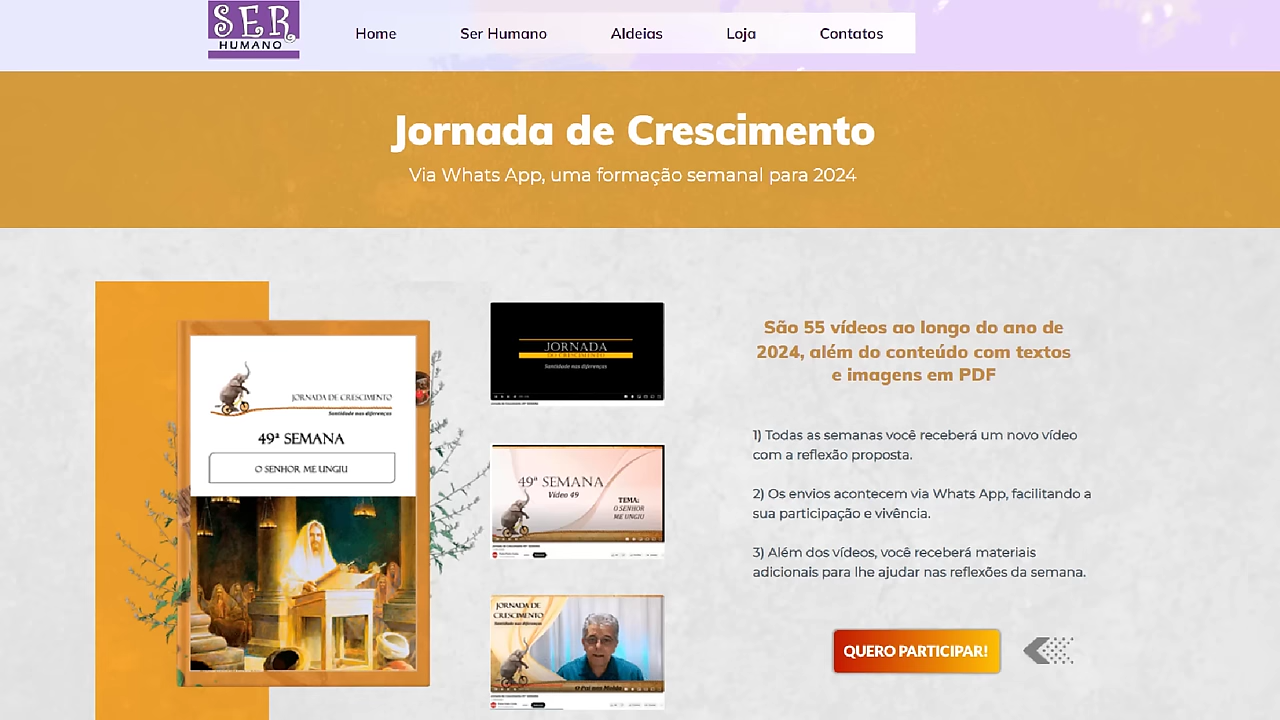 SER
HUMANO
Home
Ser Humano
Aldeias
Loja
Contatos
Jornada de Crescimento
Via Whats App, uma formação semanal para 2024
JORNADA DE CRESCIMENTO
Santidade nas diferenças
49ª SEMANA
O SENHOR ME UNGIU
JORNADA
DO CRESCIMENTO
Santidade nas diferenças
49ª SEMANA
Vídeo 49
TEMA:
O SENHOR
ME UNGIU
JORNADA DE
CRESCIMENTO
Santidade nas diferenças
São 55 vídeos ao longo do ano de
2024, além do conteúdo com textos
e imagens em PDF
1) Todas as semanas você receberá um novo vídeo
com a reflexão proposta.
2) Os envios acontecem via Whats App, facilitando a
sua participação e vivência.
3) Além dos vídeos, você receberá materiais
adicionais para lhe ajudar nas reflexões da semana.
QUERO PARTICIPAR!